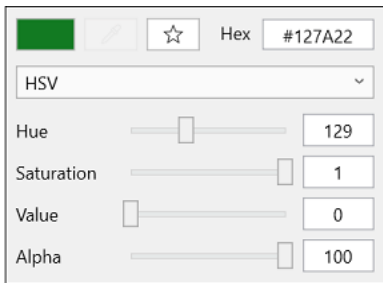 Hex #127A22
HSV
Hue 129
Saturation 1
Value 0
Alpha 100